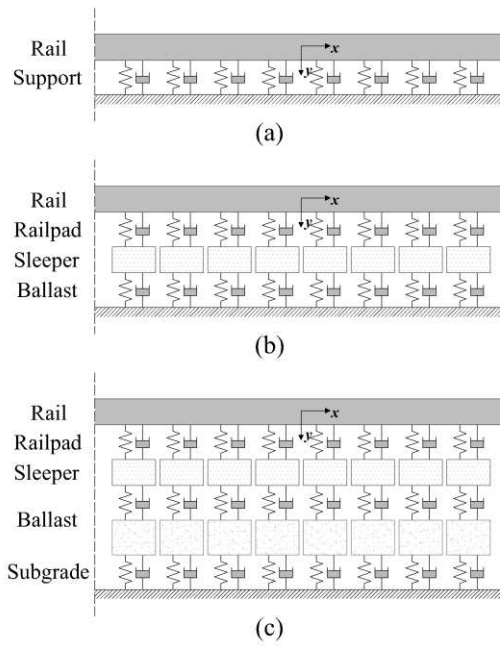 Rail
x
Support
y
(a)
Rail
x
Railpad
y
Sleeper
Ballast
(b)
Rail
x
Railpad
y
Sleeper
Ballast
Subgrade
(c)